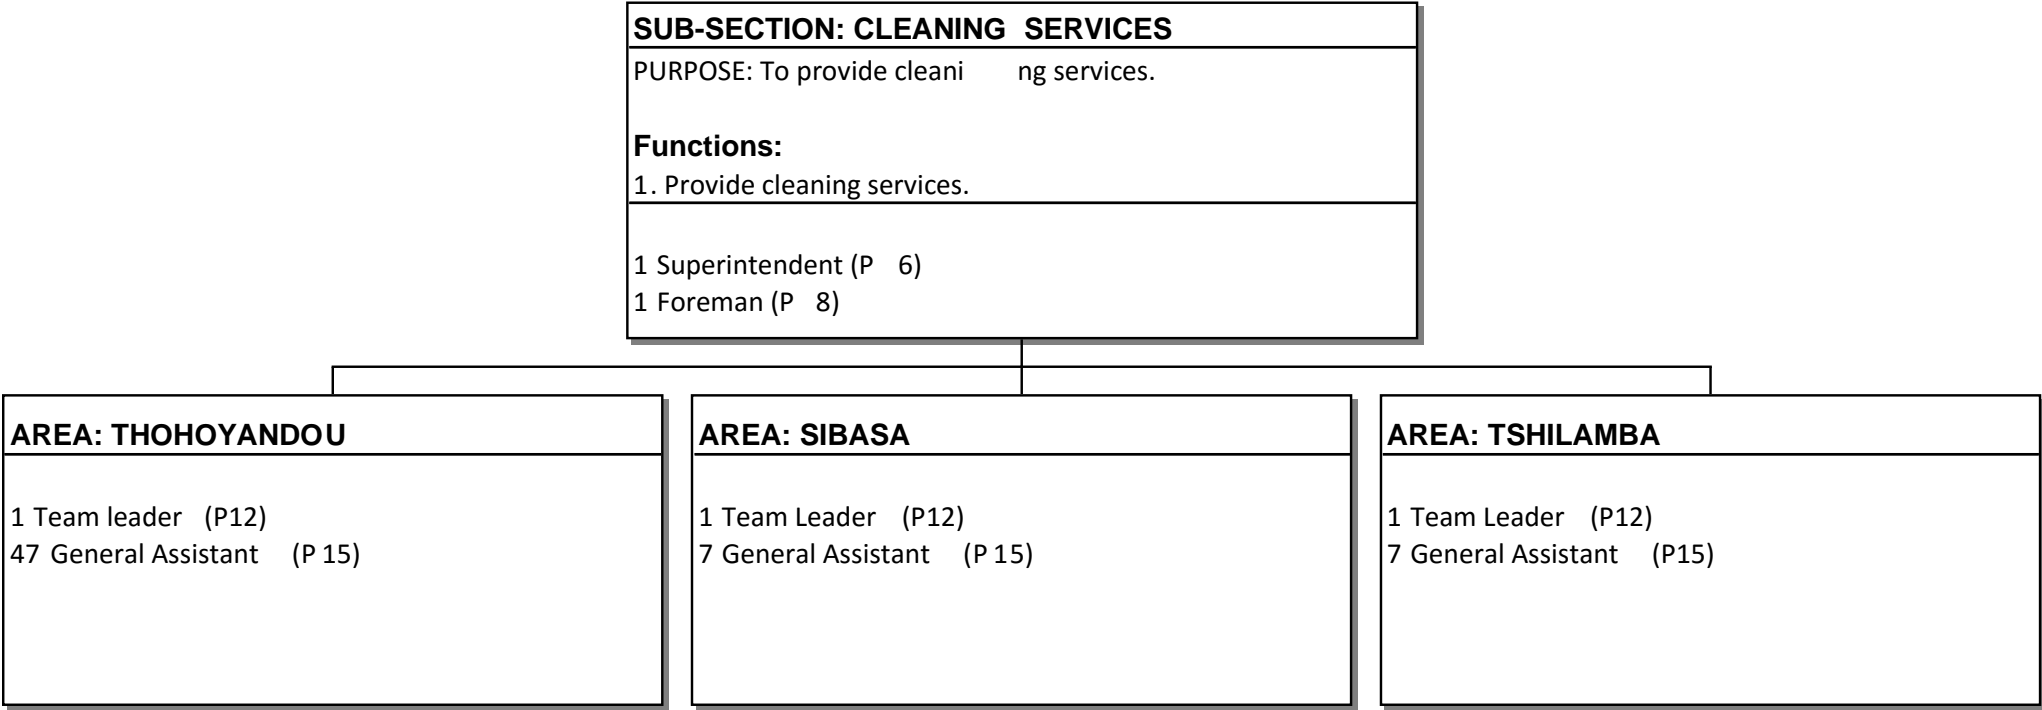 SUB-SECTION: CLEANING SERVICES
PURPOSE: To provide cleani ng services.
Functions:
1. Provide cleaning services.
1 Superintendent (P 6)
1 Foreman (P 8)
AREA: THOHOYANDOU
1 Team leader (P12)
47 General Assistant (P 15)
AREA: SIBASA
1 Team Leader (P12)
7 General Assistant (P 15)
AREA: TSHILAMBA
1 Team Leader (P12)
7 General Assistant (P15)